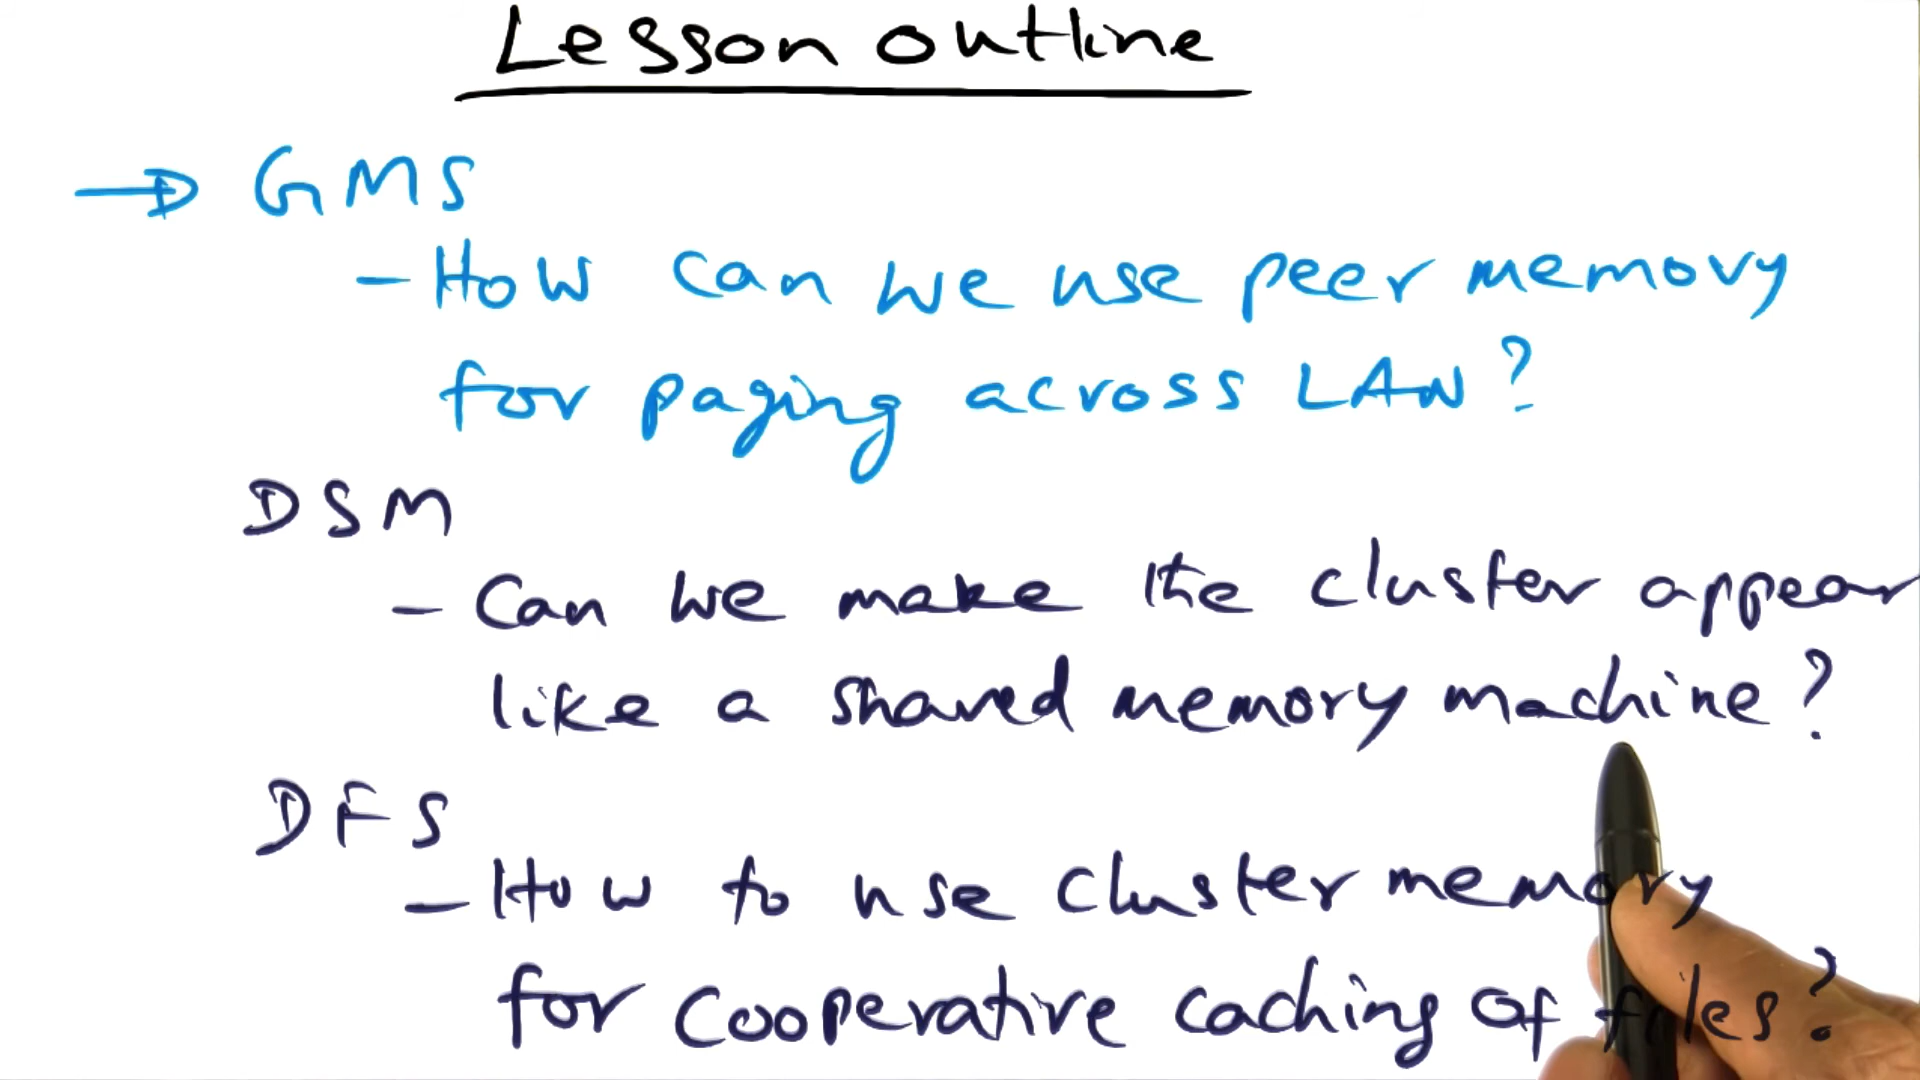 Lesson outline
→ GMS
- How can we use peer memory
for paging across LAN?
DSM
- Can we make the cluster appear
like a shared memory machine?
DFS
- How to use cluster memory
for cooperative caching of files?